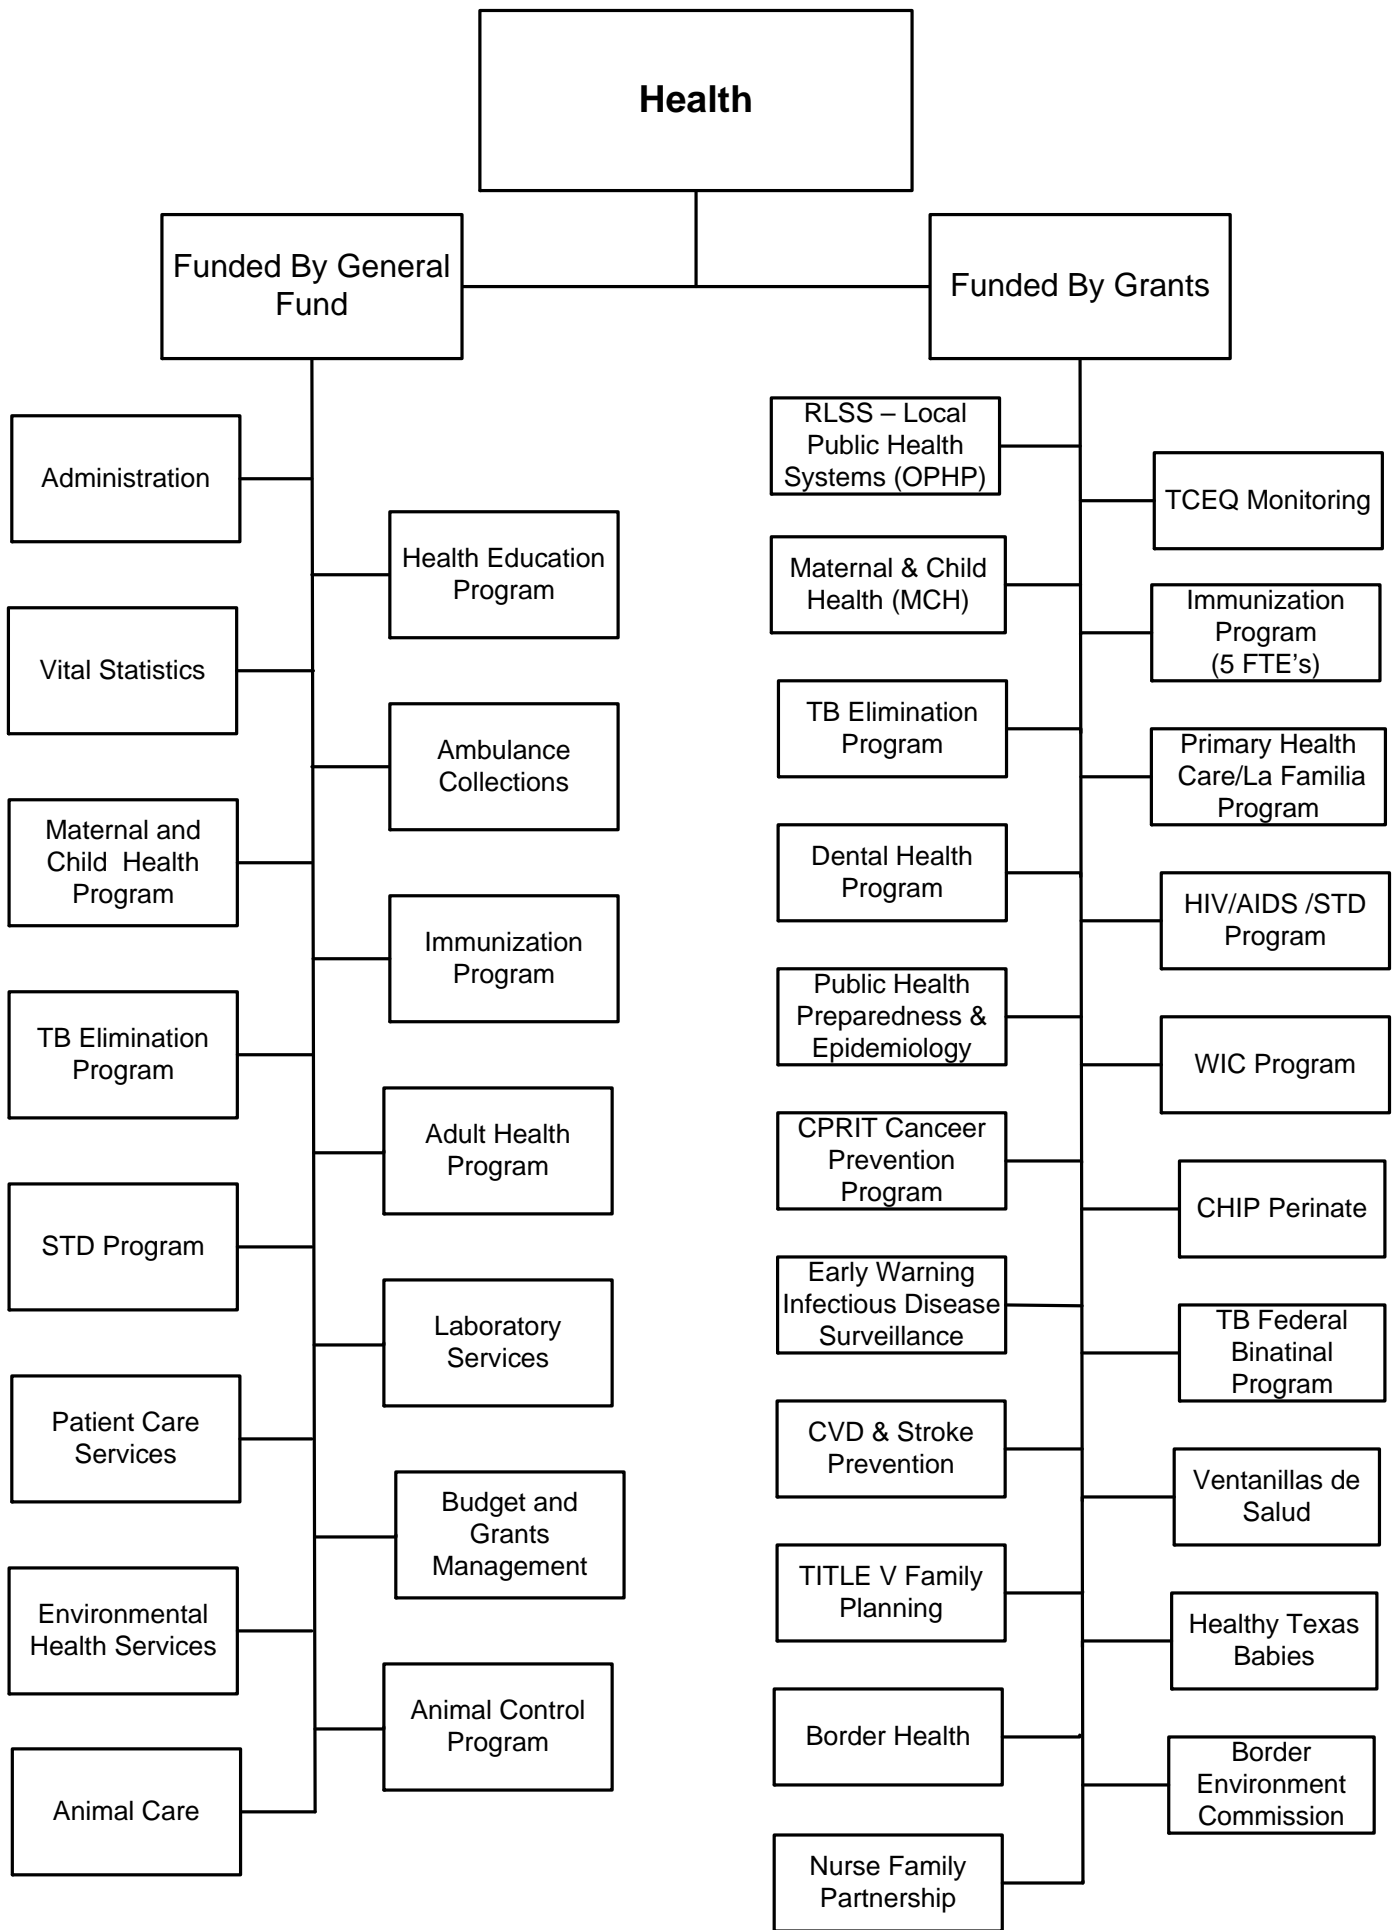 Health
Funded By General
Fund
Funded By Grants
Administration
Health Education
Program
Vital Statistics
Ambulance
Collections
Maternal and
Child  Health
Program
Immunization
Program
TB Elimination
Program
Adult Health
Program
STD Program
Laboratory
Services
Patient Care
Services
Budget and
Grants
Management
Environmental
Health Services
Animal Control
Program
Animal Care
RLSS – Local
Public Health
Systems (OPHP)
TCEQ Monitoring
Maternal & Child
Health (MCH)
Immunization
Program
(5 FTE’s)
TB Elimination
Program
Primary Health
Care/La Familia
Program
Dental Health
Program
HIV/AIDS /STD
Program
Public Health
Preparedness &
Epidemiology
WIC Program
CPRIT Canceer
Prevention
Program
CHIP Perinate
Early Warning
Infectious Disease
Surveillance
TB Federal
Binatinal
Program
CVD & Stroke
Prevention
Ventanillas de
Salud
TITLE V Family
Planning
Healthy Texas
Babies
Border Health
Border
Environment
Commission
Nurse Family
Partnership